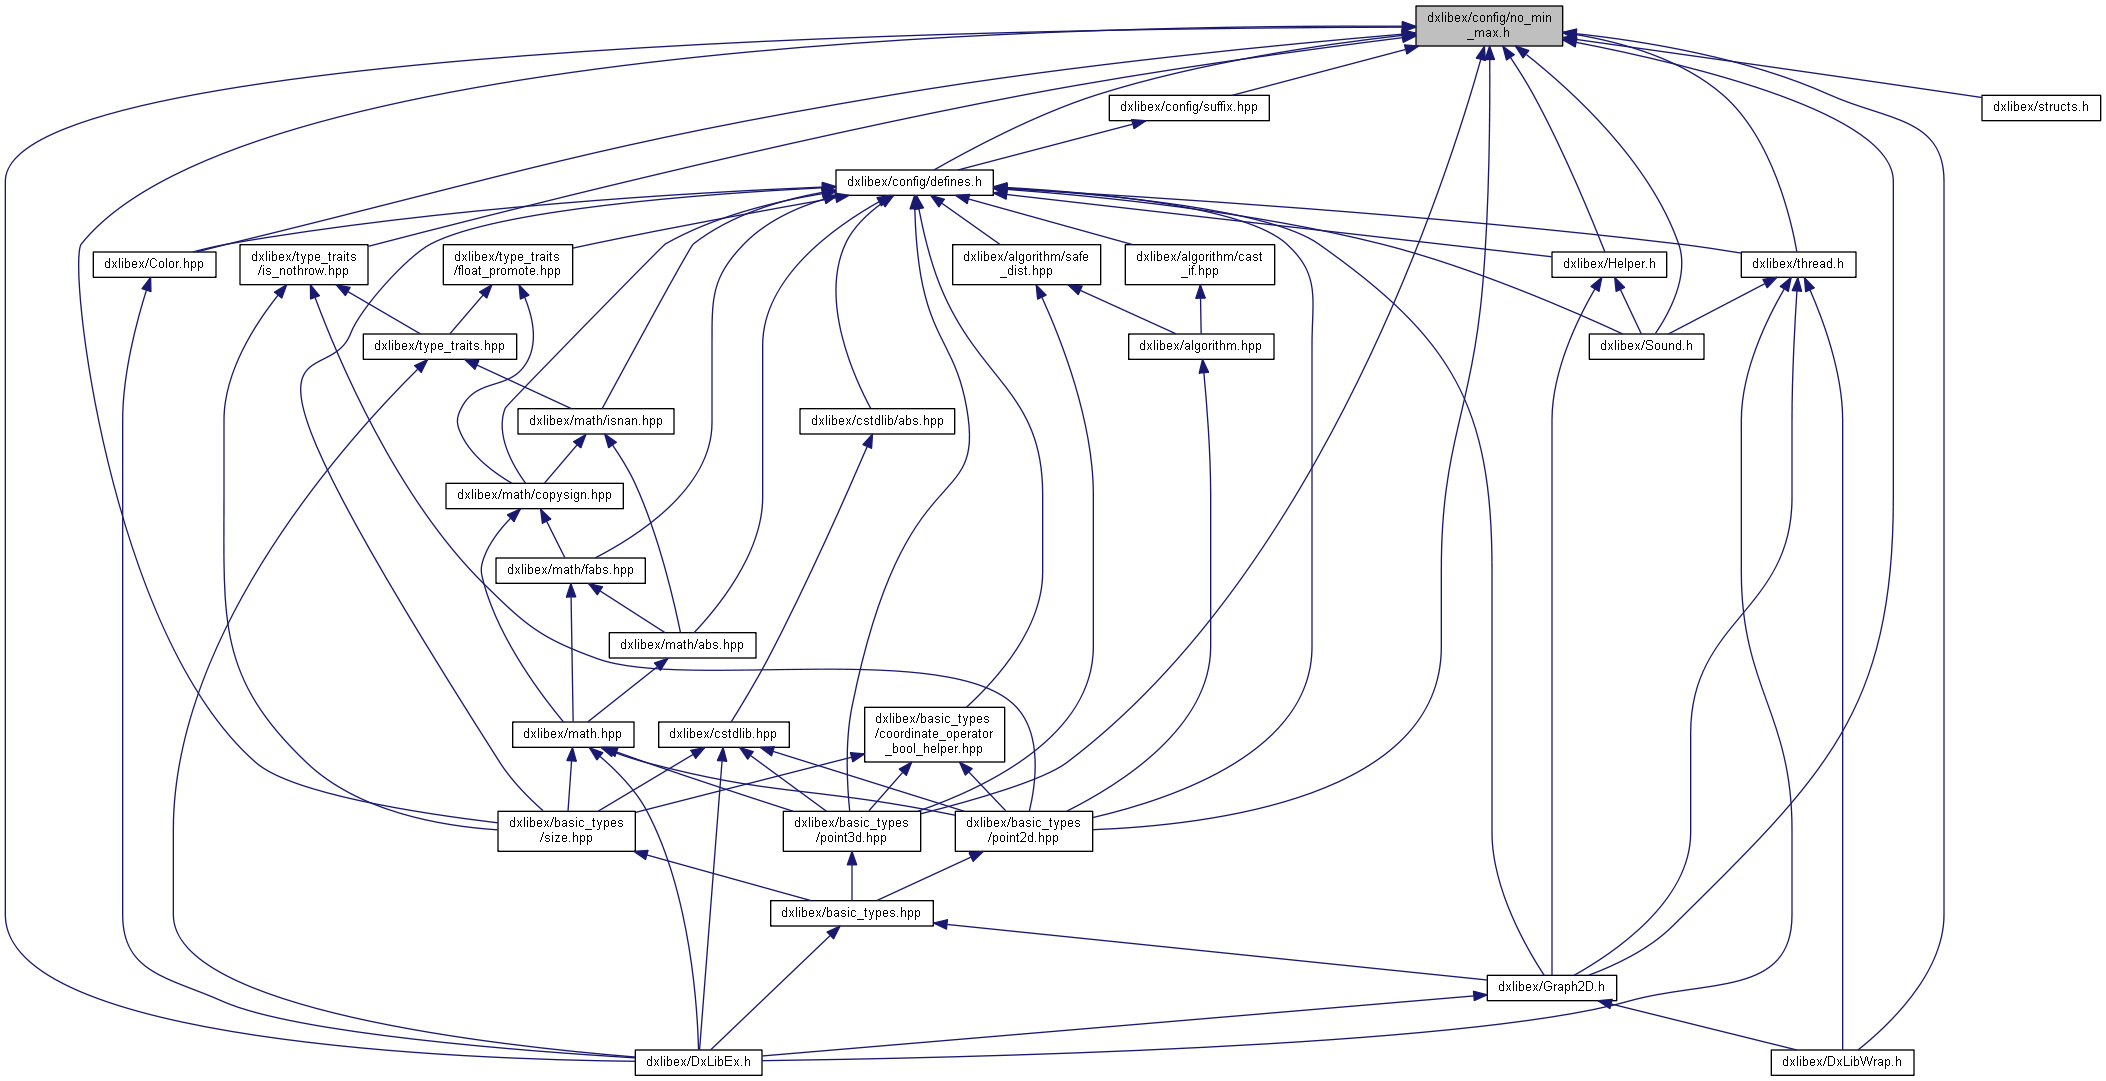 dxlibex/config/no_min
_max.h
dxlibex/config/suffix.hpp
dxlibex/structs.h
dxlibex/config/defines.h
dxlibex/Color.hpp
dxlibex/type_traits
/is_nothrow.hpp
dxlibex/type_traits
/float_promote.hpp
dxlibex/algorithm/safe
_dist.hpp
dxlibex/algorithm/cast
_if.hpp
dxlibex/Helper.h
dxlibex/thread.h
dxlibex/type_traits.hpp
dxlibex/algorithm.hpp
dxlibex/Sound.h
dxlibex/math/isnan.hpp
dxlibex/cstdlib/abs.hpp
dxlibex/math/copysign.hpp
dxlibex/math/fabs.hpp
dxlibex/math/abs.hpp
dxlibex/math.hpp
dxlibex/cstdlib.hpp
dxlibex/basic_types
/coordinate_operator
_bool_helper.hpp
dxlibex/basic_types
/size.hpp
dxlibex/basic_types
/point3d.hpp
dxlibex/basic_types
/point2d.hpp
dxlibex/basic_types.hpp
dxlibex/Graph2D.h
dxlibex/DxLibEx.h
dxlibex/DxLibWrap.h